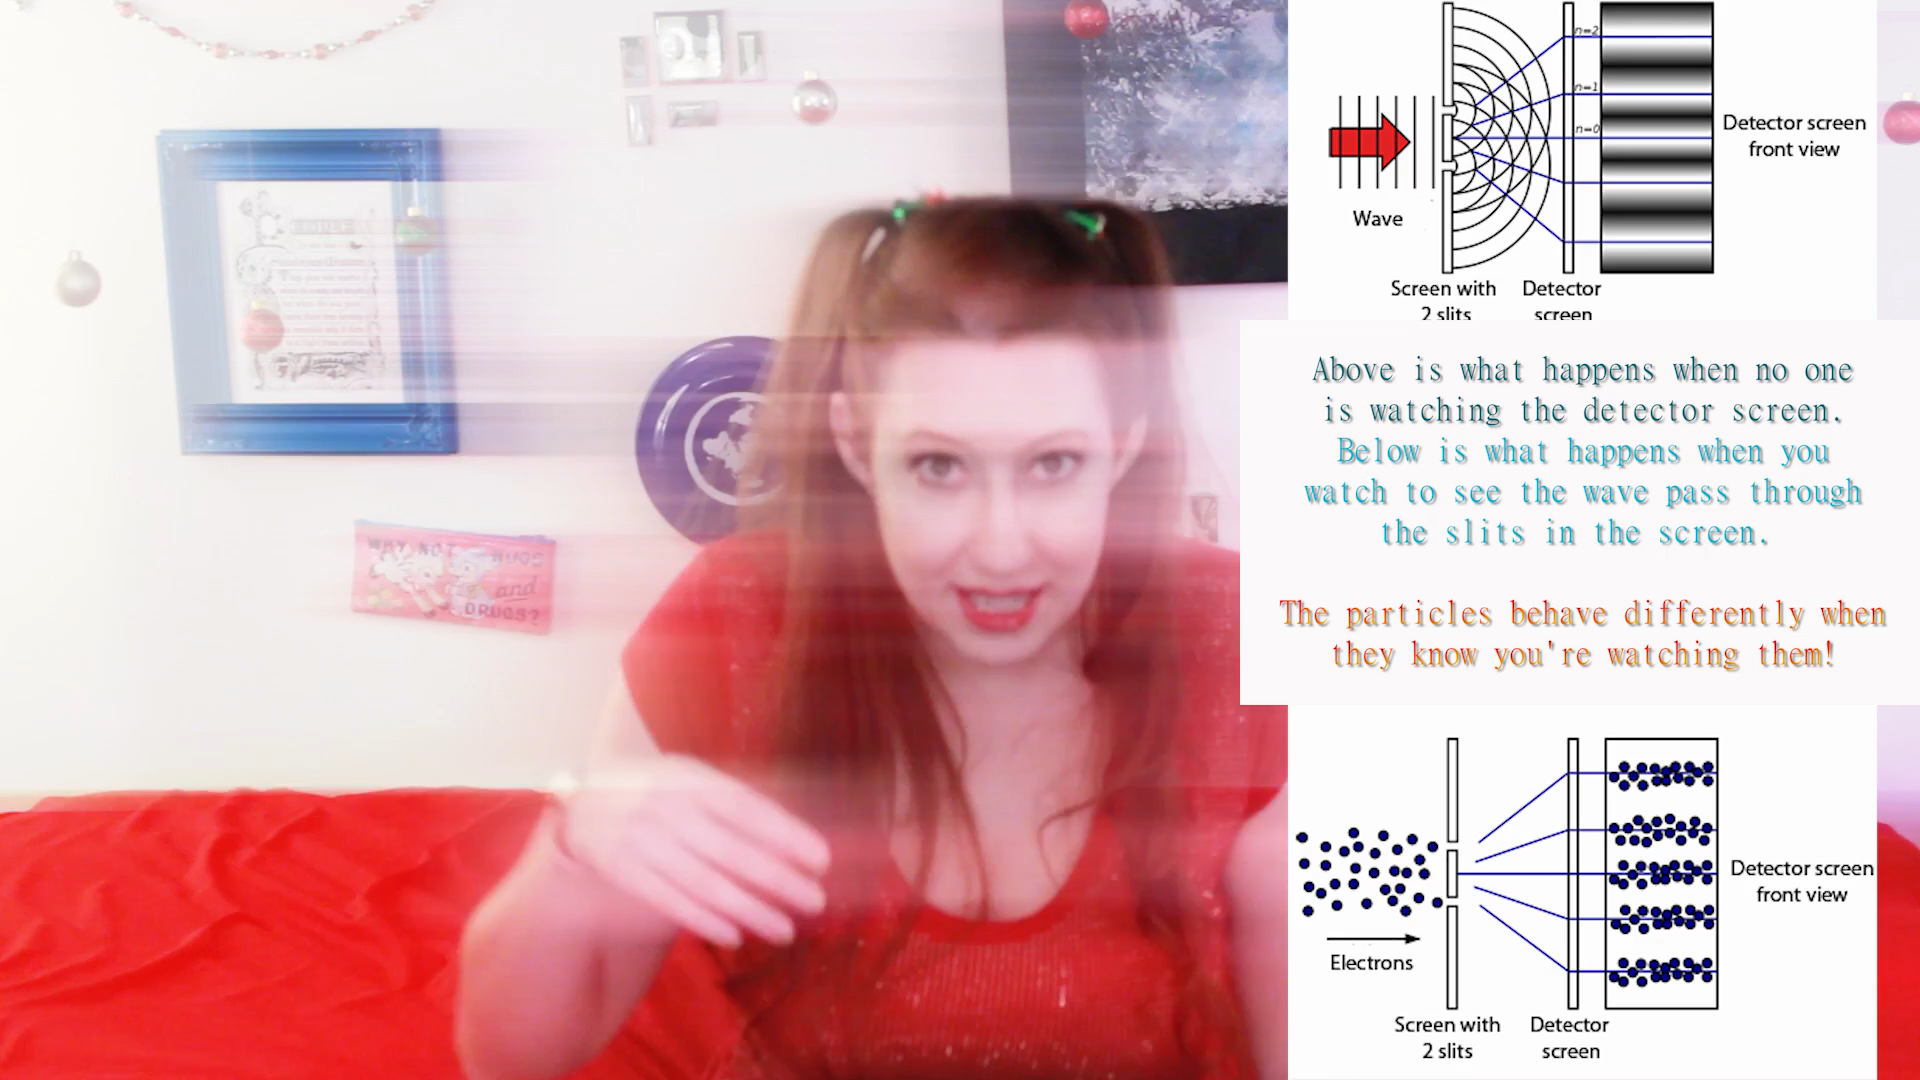 n=2
n=1
n=0
Detector screen
front view
Wave
Screen with
2 slits
Detector
screen
Above is what happens when no one
is watching the detector screen.
Below is what happens when you
watch to see the wave pass through
the slits in the screen.
The particles behave differently when
they know you're watching them!
WHY NOT HUGS
and
DRUGS?
Detector screen
front view
Electrons
Screen with
2 slits
Detector
screen